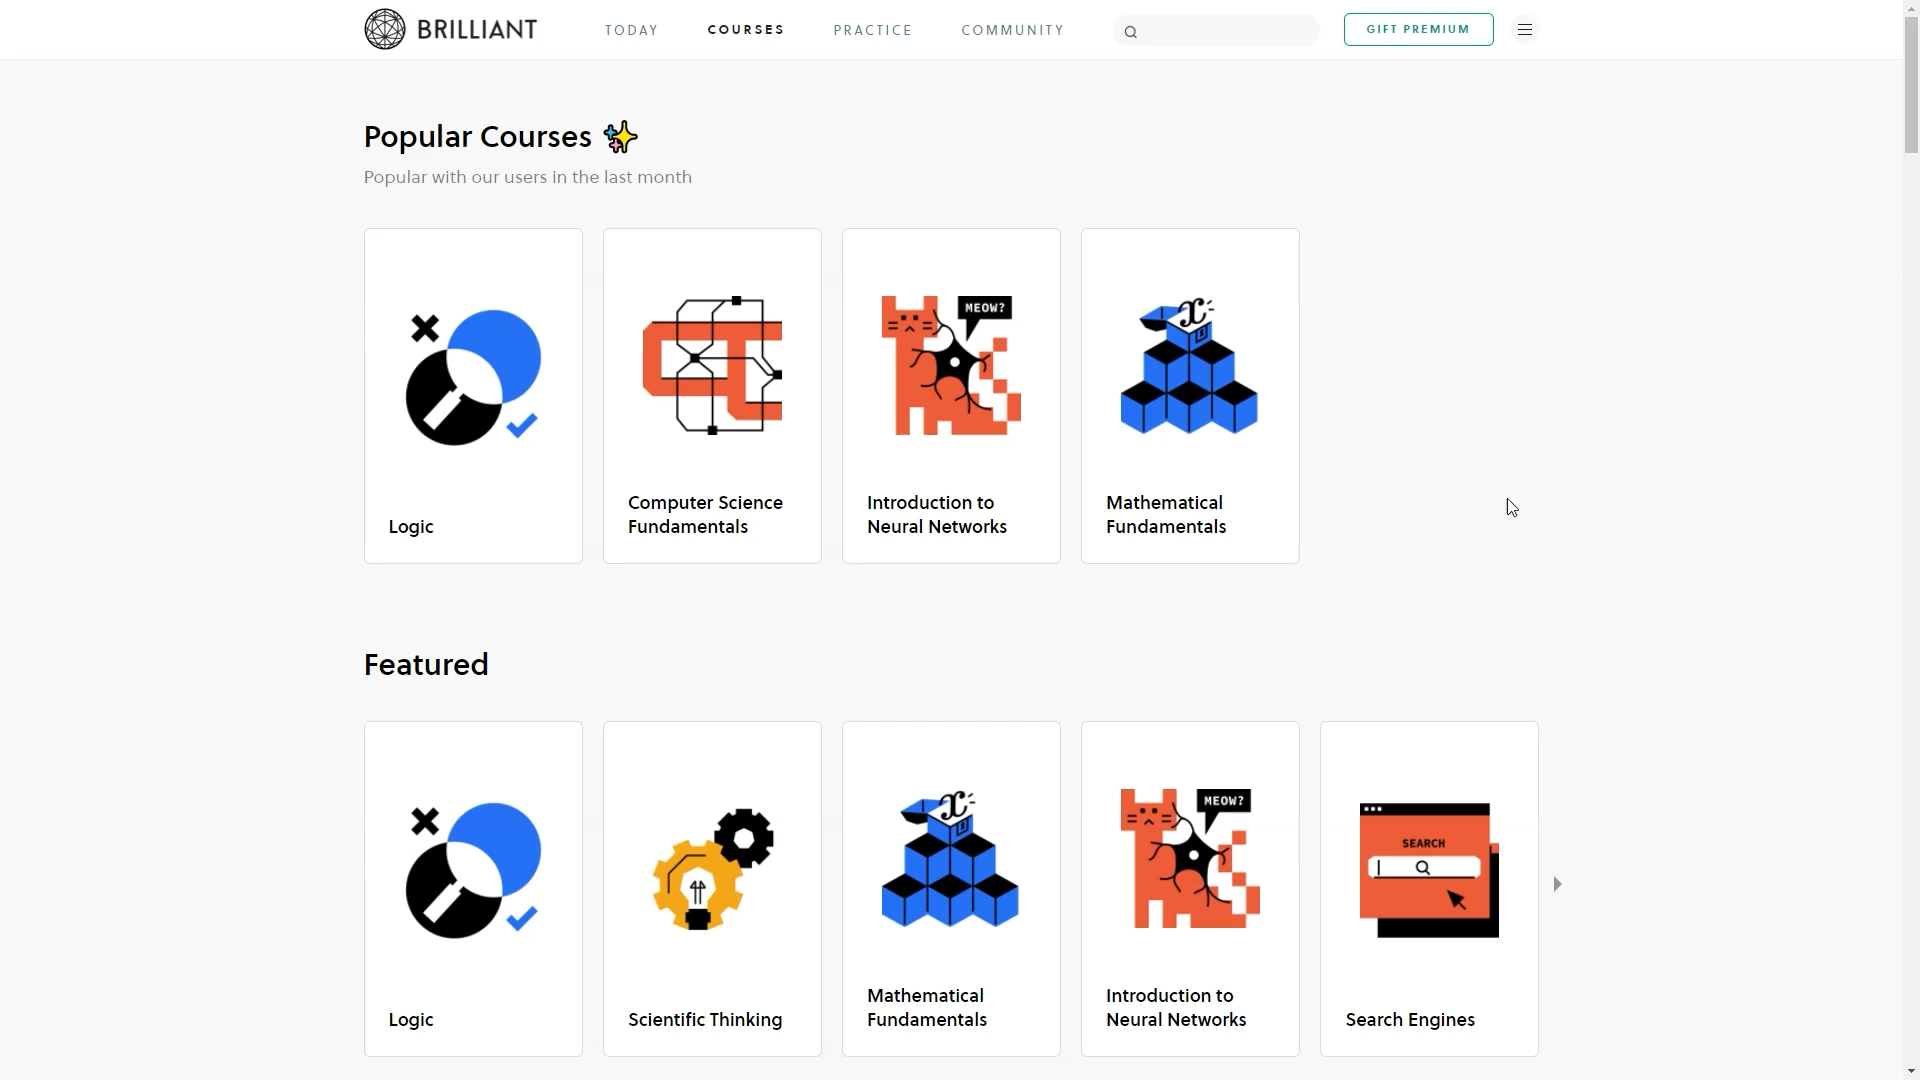 BRILLIANT
TODAY
COURSES
PRACTICE
COMMUNITY
GIFT PREMIUM
Popular Courses
Popular with our users in the last month
Logic
Computer Science
Fundamentals
MEOW?
Introduction to
Neural Networks
x
Mathematical
Fundamentals
Featured
Logic
Scientific Thinking
x
Mathematical
Fundamentals
MEOW?
Introduction to
Neural Networks
SEARCH
Search Engines